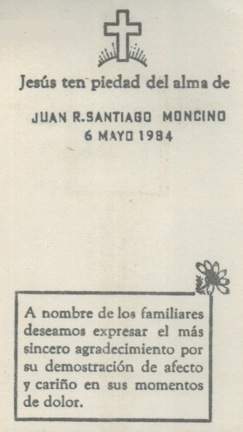 Jesús ten piedad del alma de
JUAN R.SANTIAGO MONCINO
6 MAYO 1984
A nombre de los familiares
deseamos expresar el más
sincero agradecimiento por
su demostración de afecto
y cariño en sus momentos
de dolor.